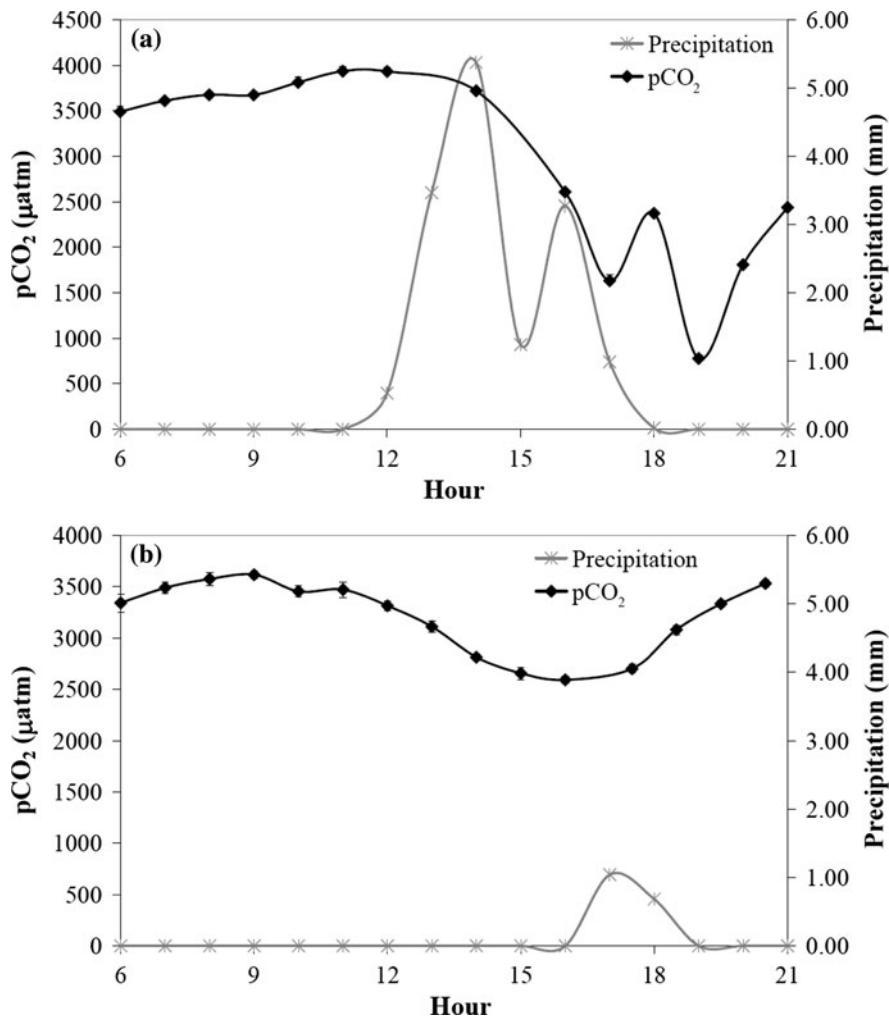 (a)
Precipitation
pCO₂
4500
4000
3500
3000
2500
2000
1500
1000
500
0
pCO₂ (µatm)
6.00
5.00
4.00
3.00
2.00
1.00
0.00
Precipitation (mm)
6 9 12 15 18 21
Hour
(b)
Precipitation
pCO₂
4000
3500
3000
2500
2000
1500
1000
500
0
pCO₂ (µatm)
6.00
5.00
4.00
3.00
2.00
1.00
0.00
Precipitation (mm)
6 9 12 15 18 21
Hour